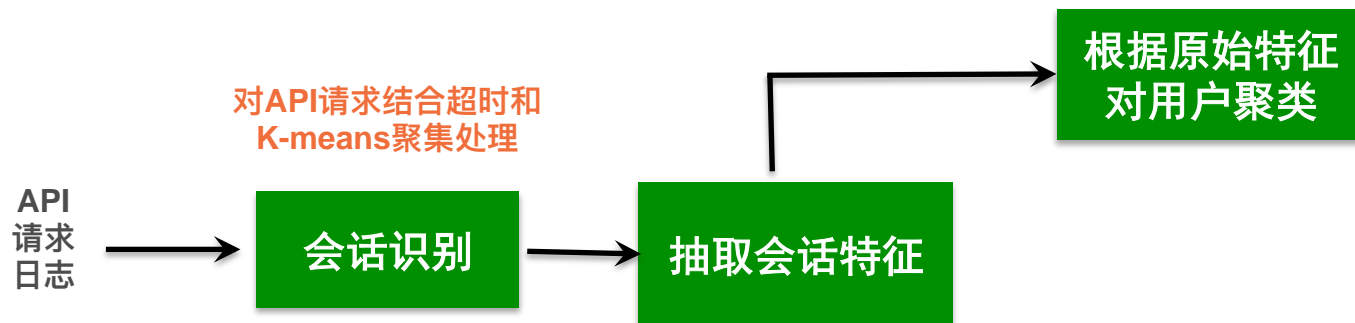 API
请求
日志
对API请求结合超时和
K-means聚集处理
会话识别
抽取会话特征
根据原始特征
对用户聚类